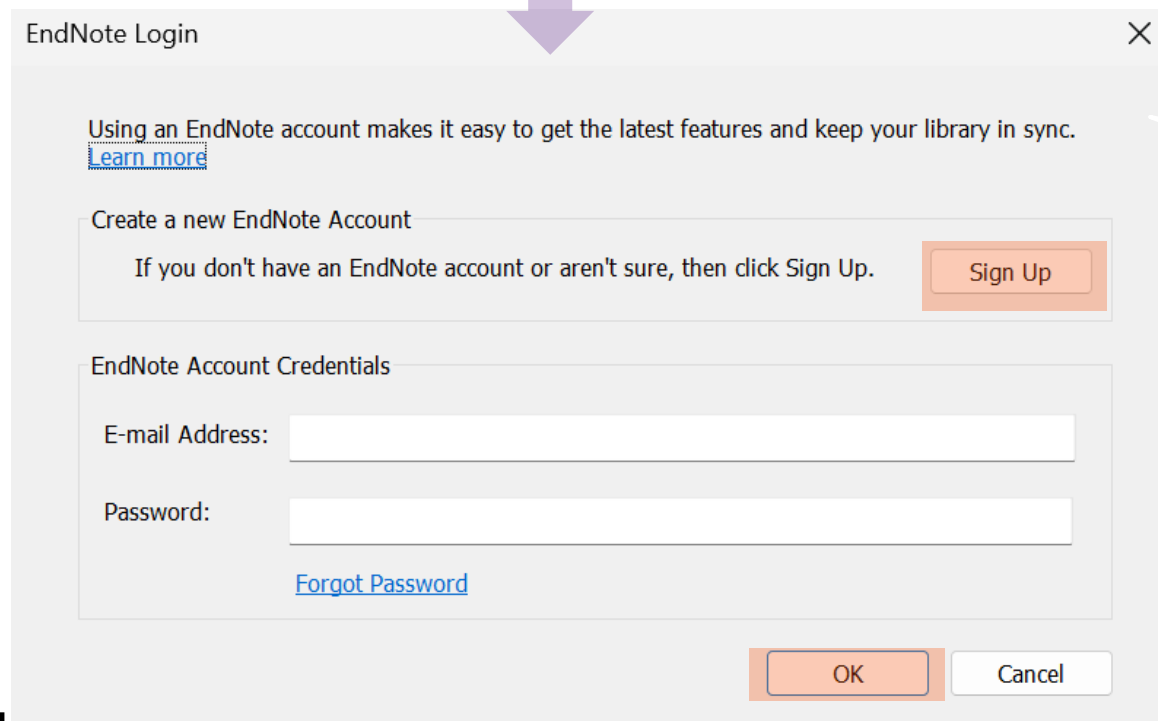 EndNote Login
Using an EndNote account makes it easy to get the latest features and keep your library in sync.
Learn more
Create a new EndNote Account
If you don't have an EndNote account or aren't sure, then click Sign Up.
Sign Up
EndNote Account Credentials
E-mail Address:
Password:
Forgot Password
OK
Cancel